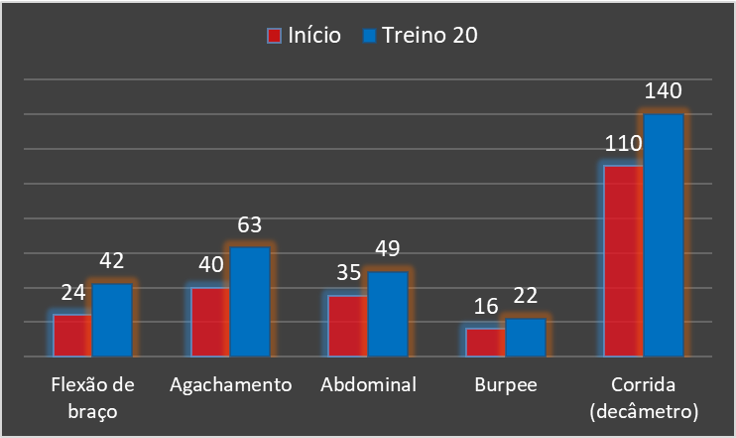 Início Treino 20
140
110
63
49
42
40
35
24
22
16
Flexão de braço
Agachamento
Abdominal
Burpee
Corrida
(decâmetro)